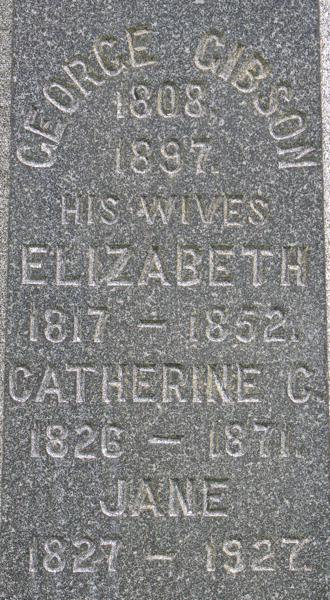 GEORGE GIBSON
1808.
1897.
HIS WIVES
ELIZABETH
1817 – 1852.
CATHERINE C.
1826 – 1871.
JANE
1827 – 1927.